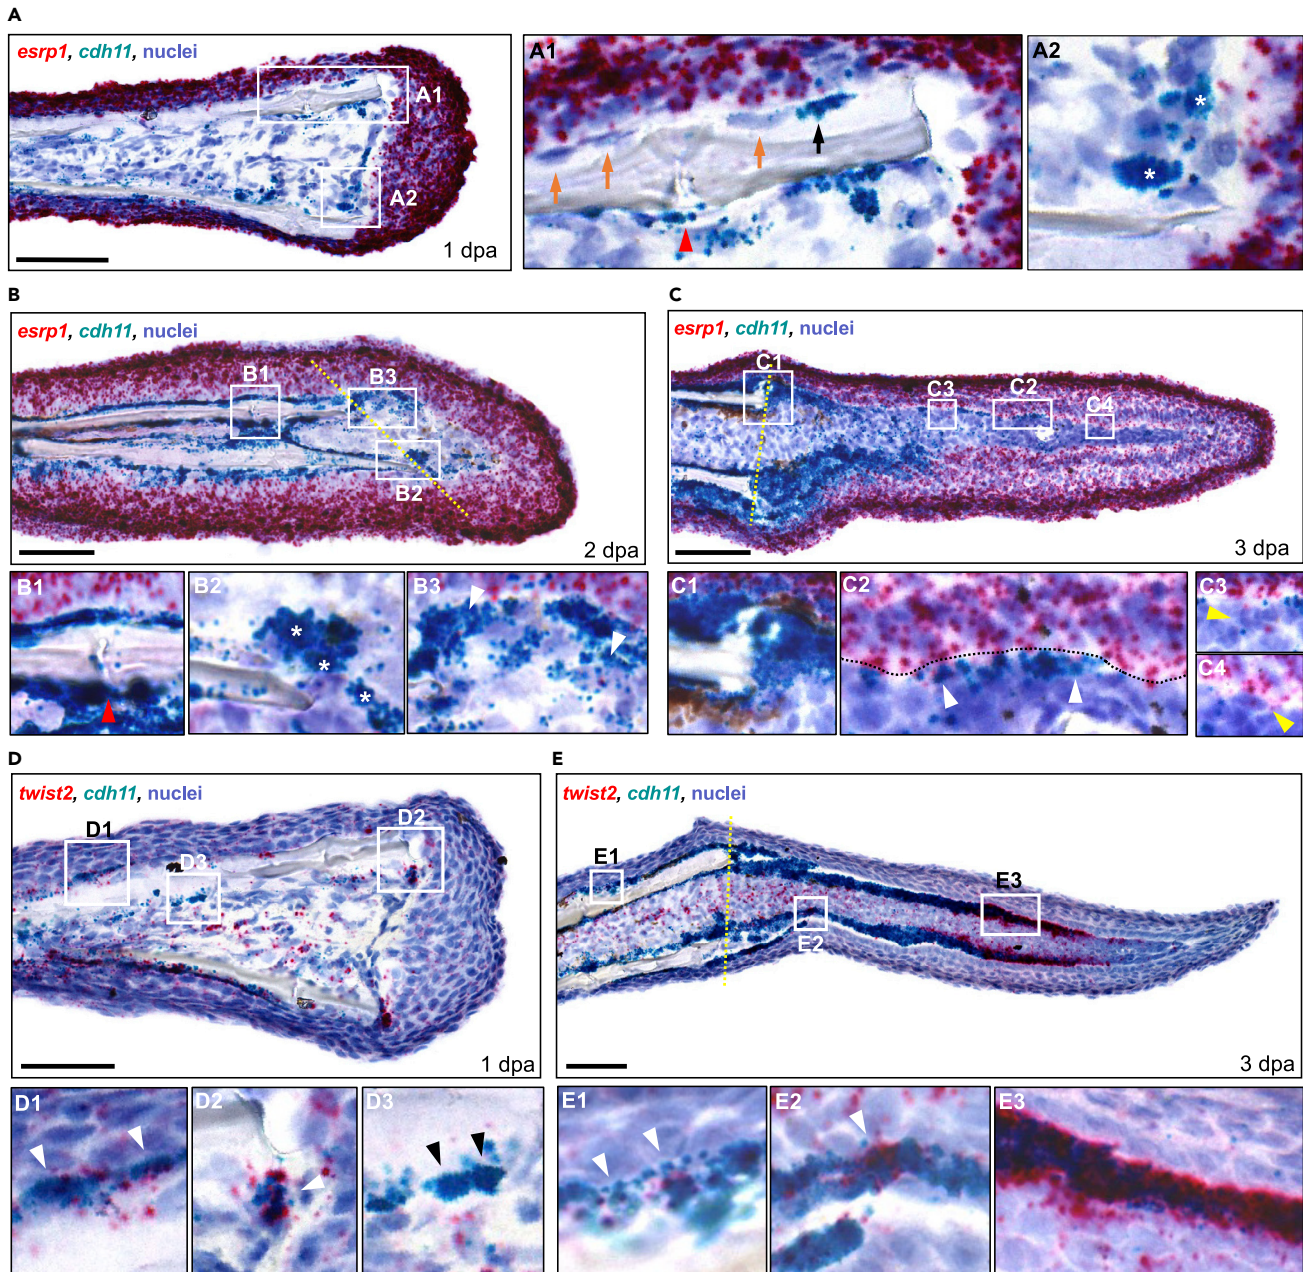 A
esrp1, cdh11, nuclei
A1
A2
1 dpa
A1
*
*
A2
B
esrp1, cdh11, nuclei
B1
B3
B2
2 dpa
B1
B2
*
*
*
B3
C
esrp1, cdh11, nuclei
C1
C3
C2
C4
3 dpa
C1
C2
C3
C4
D
twist2, cdh11, nuclei
D1
D3
D2
1 dpa
D1
D2
D3
E
twist2, cdh11, nuclei
E1
E2
E3
3 dpa
E1
E2
E3